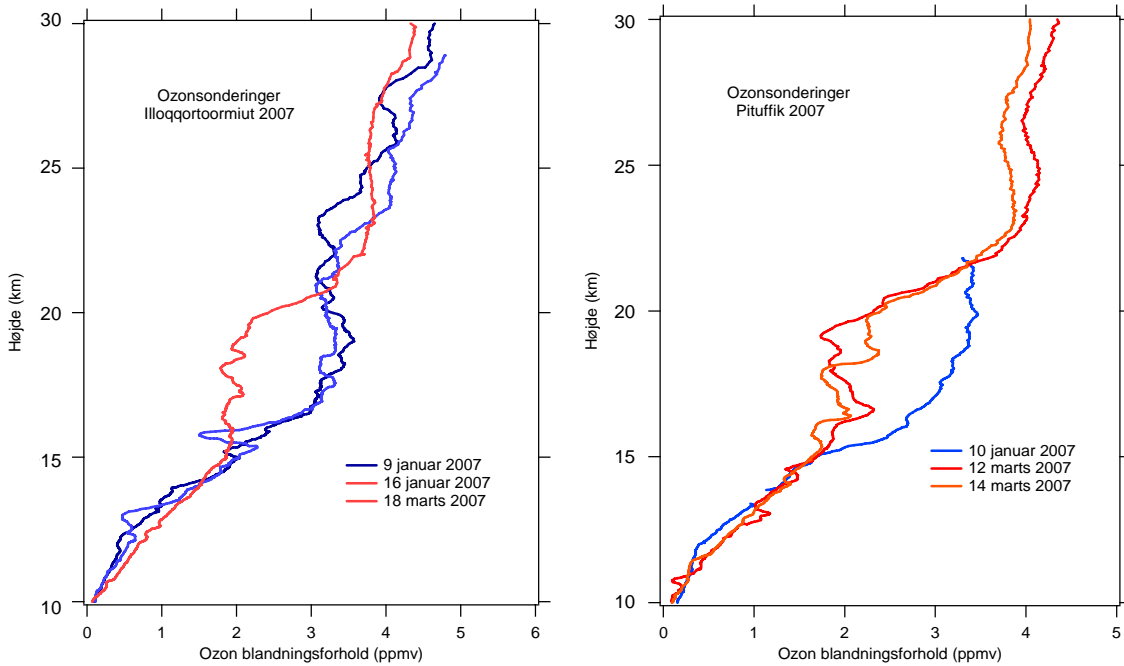 30
25
20
15
10
Højde (km)
Ozonsonderinger
Illoqqortoormiut 2007
9 januar 2007
16 januar 2007
18 marts 2007
0 1 2 3 4 5 6
Ozon blandningsforhold (ppmv)
30
25
20
15
10
Højde (km)
Ozonsonderinger
Pituffik 2007
10 januar 2007
12 marts 2007
14 marts 2007
0 1 2 3 4 5
Ozon blandningsforhold (ppmv)